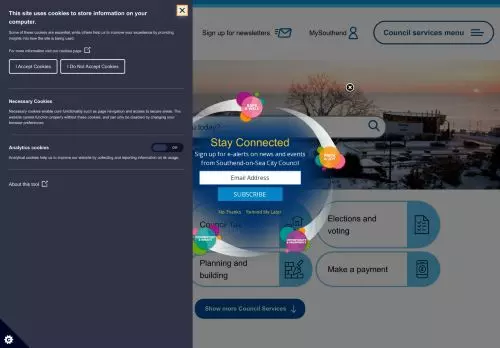 This site uses cookies to store information on your
computer.
Some of these cookies are essential, while others help us to improve your experience by providing
insights into how the site is being used.
For more information visit our cookies page
I Accept Cookies
I Do Not Accept Cookies
Necessary Cookies
Necessary cookies enable core functionality such as page navigation and access to secure areas. The
website cannot function properly without these cookies, and can only be disabled by changing your
browser preferences.
Analytics cookies
Off
Analytical cookies help us to improve our website by collecting and reporting information on its usage.
About this tool
Sign up for newsletters
MySouthend
Council services menu
today?
Stay Connected
Sign up for e-alerts on news and events
from Southend-on-Sea City Council
Email Address
SUBSCRIBE
No Thanks
Remind Me Later
Council Tax
Elections and
voting
Planning and
building
Make a payment
Show more Council Services